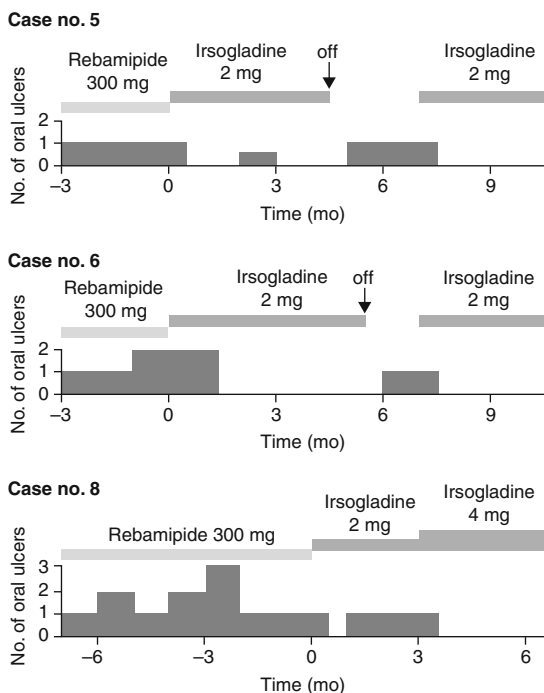 Case no. 5
Rebamipide
300 mg
Irsogladine
2 mg
off
Irsogladine
2 mg
No. of oral ulcers
2
1
0
–3 0 3 6 9
Time (mo)
Case no. 6
Rebamipide
300 mg
Irsogladine
2 mg
off
Irsogladine
2 mg
No. of oral ulcers
2
1
0
–3 0 3 6 9
Time (mo)
Case no. 8
Rebamipide 300 mg
Irsogladine
2 mg
Irsogladine
4 mg
No. of oral ulcers
3
2
1
0
–6 –3 0 3 6
Time (mo)